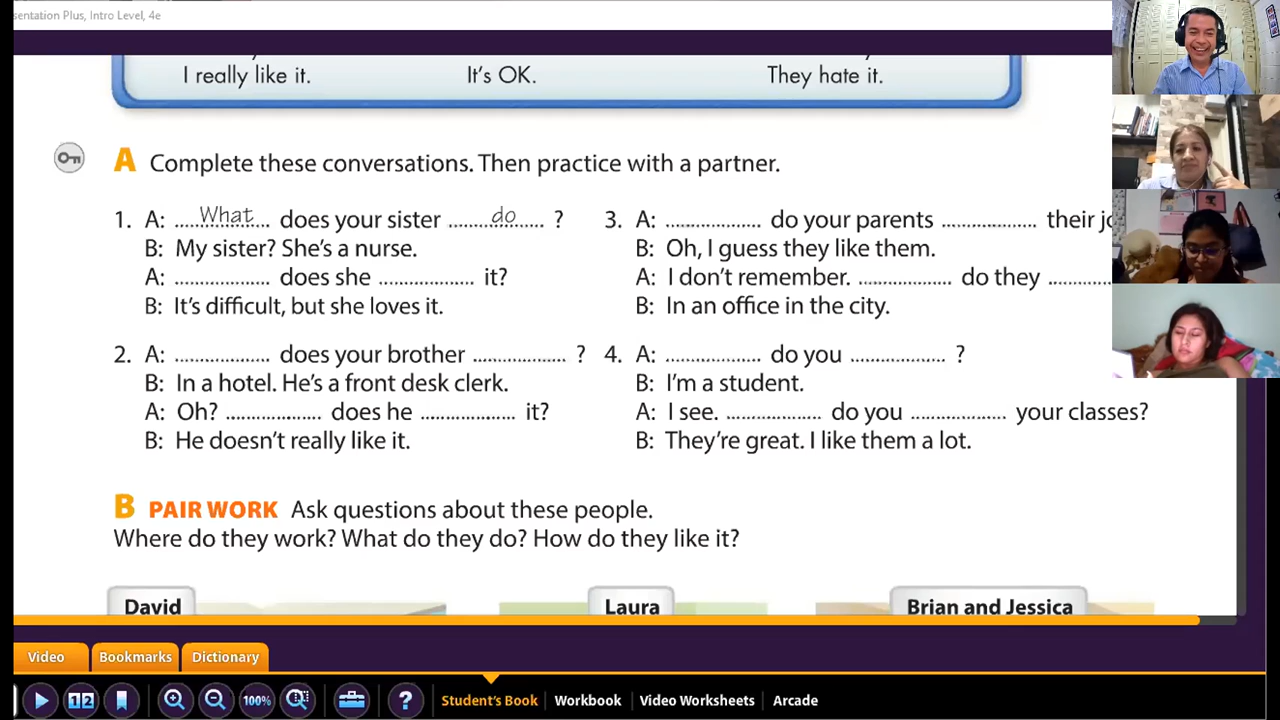 sentation Plus, Intro Level, 4e
I really like it. It's OK. They hate it.
A Complete these conversations. Then practice with a partner.
1. A: What does your sister do ?
B: My sister? She's a nurse.
A: .................. does she .................. it?
B: It's difficult, but she loves it.
2. A: .................. does your brother .................. ?
B: In a hotel. He's a front desk clerk.
A: Oh? .................. does he .................. it?
B: He doesn't really like it.
3. A: .................. do your parents .................. their jo
B: Oh, I guess they like them.
A: I don't remember. .................. do they ............
B: In an office in the city.
4. A: .................. do you .................. ?
B: I'm a student.
A: I see. .................. do you .................. your classes?
B: They're great. I like them a lot.
B PAIR WORK Ask questions about these people.
Where do they work? What do they do? How do they like it?
David
Laura
Brian and Jessica
Video Bookmarks Dictionary
12 100% ? Student's Book Workbook Video Worksheets Arcade